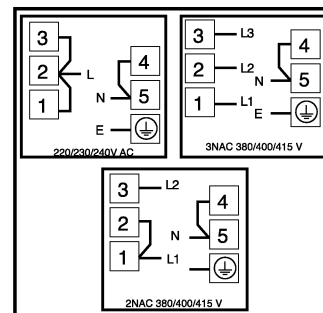 3
2 L
1
4
N 5
E
220/230/240V AC
3 L3
2 L2
1 L1
4
N 5
E
3NAC 380/400/415 V
3 L2
2
1 L1
4
N 5
2NAC 380/400/415 V